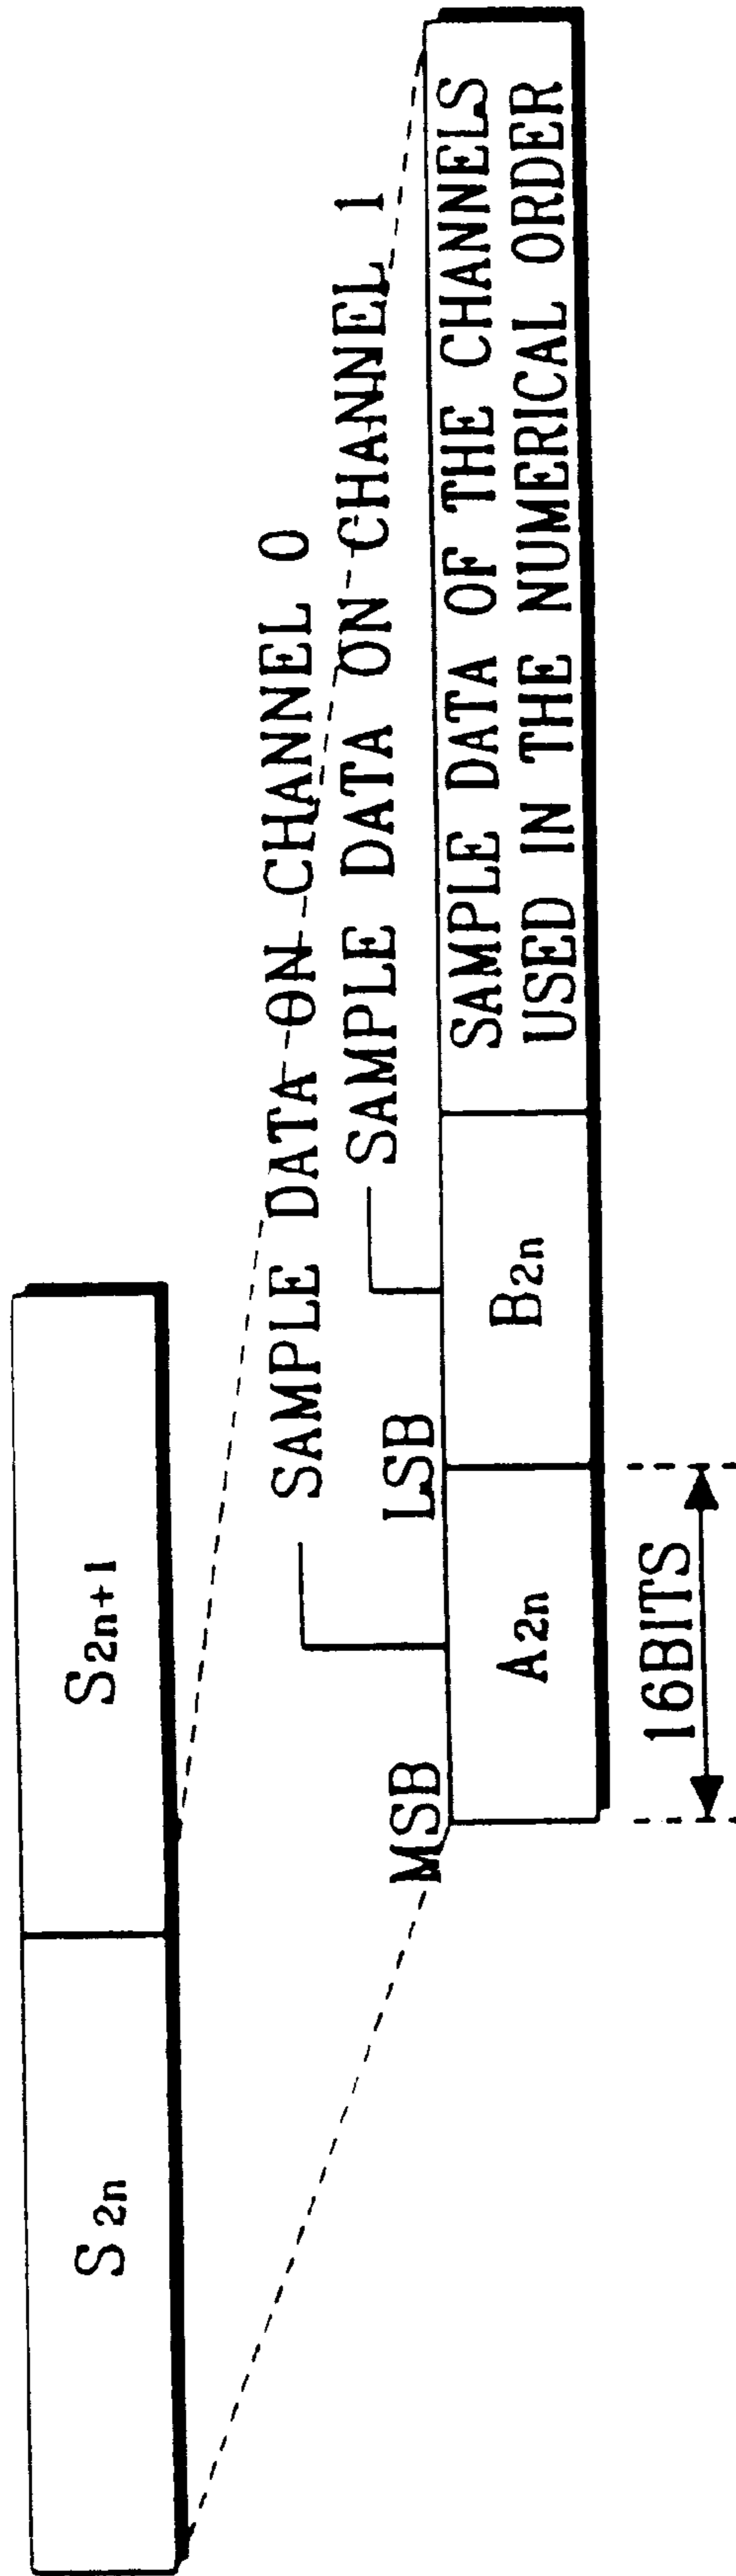 S2n
S2n+1
SAMPLE DATA ON CHANNEL 0
SAMPLE DATA ON CHANNEL 1
MSB
LSB
A2n
B2n
SAMPLE DATA OF THE CHANNELS
USED IN THE NUMERICAL ORDER
16BITS